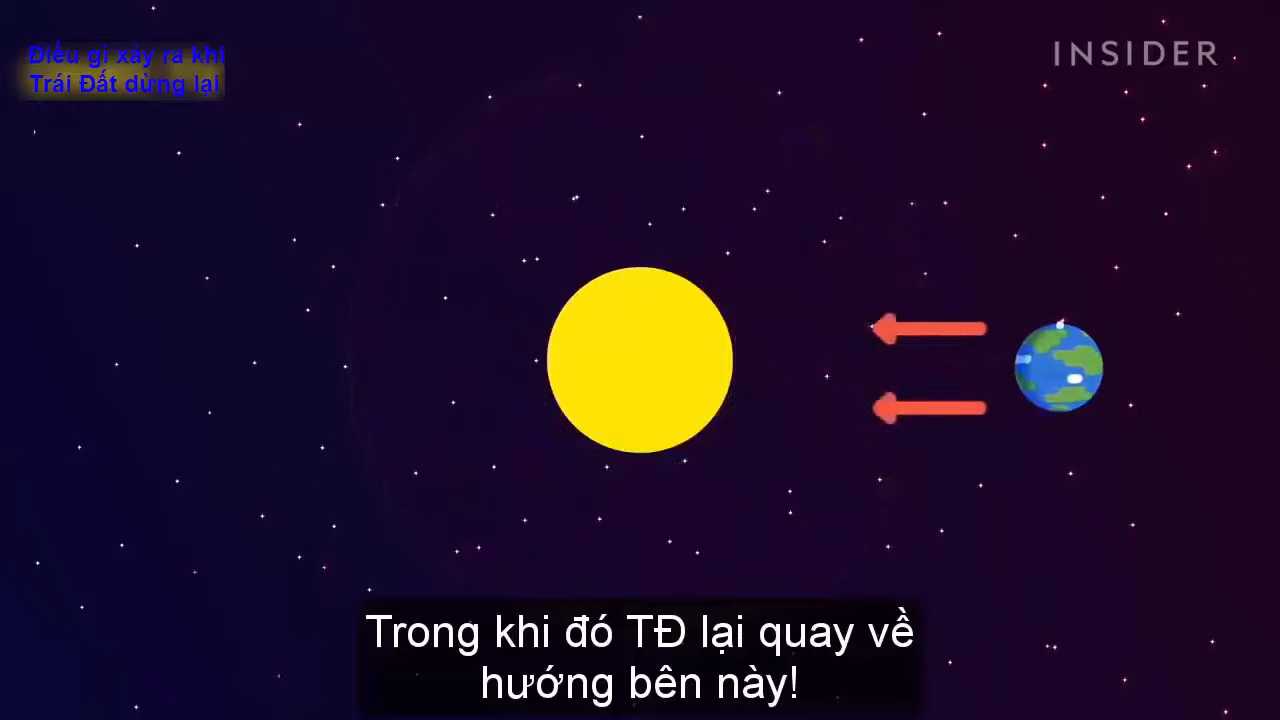 Điều gì xảy ra khi
Trái Đất dừng lại
INSIDER
Trong khi đó TĐ lại quay về
hướng bên này!